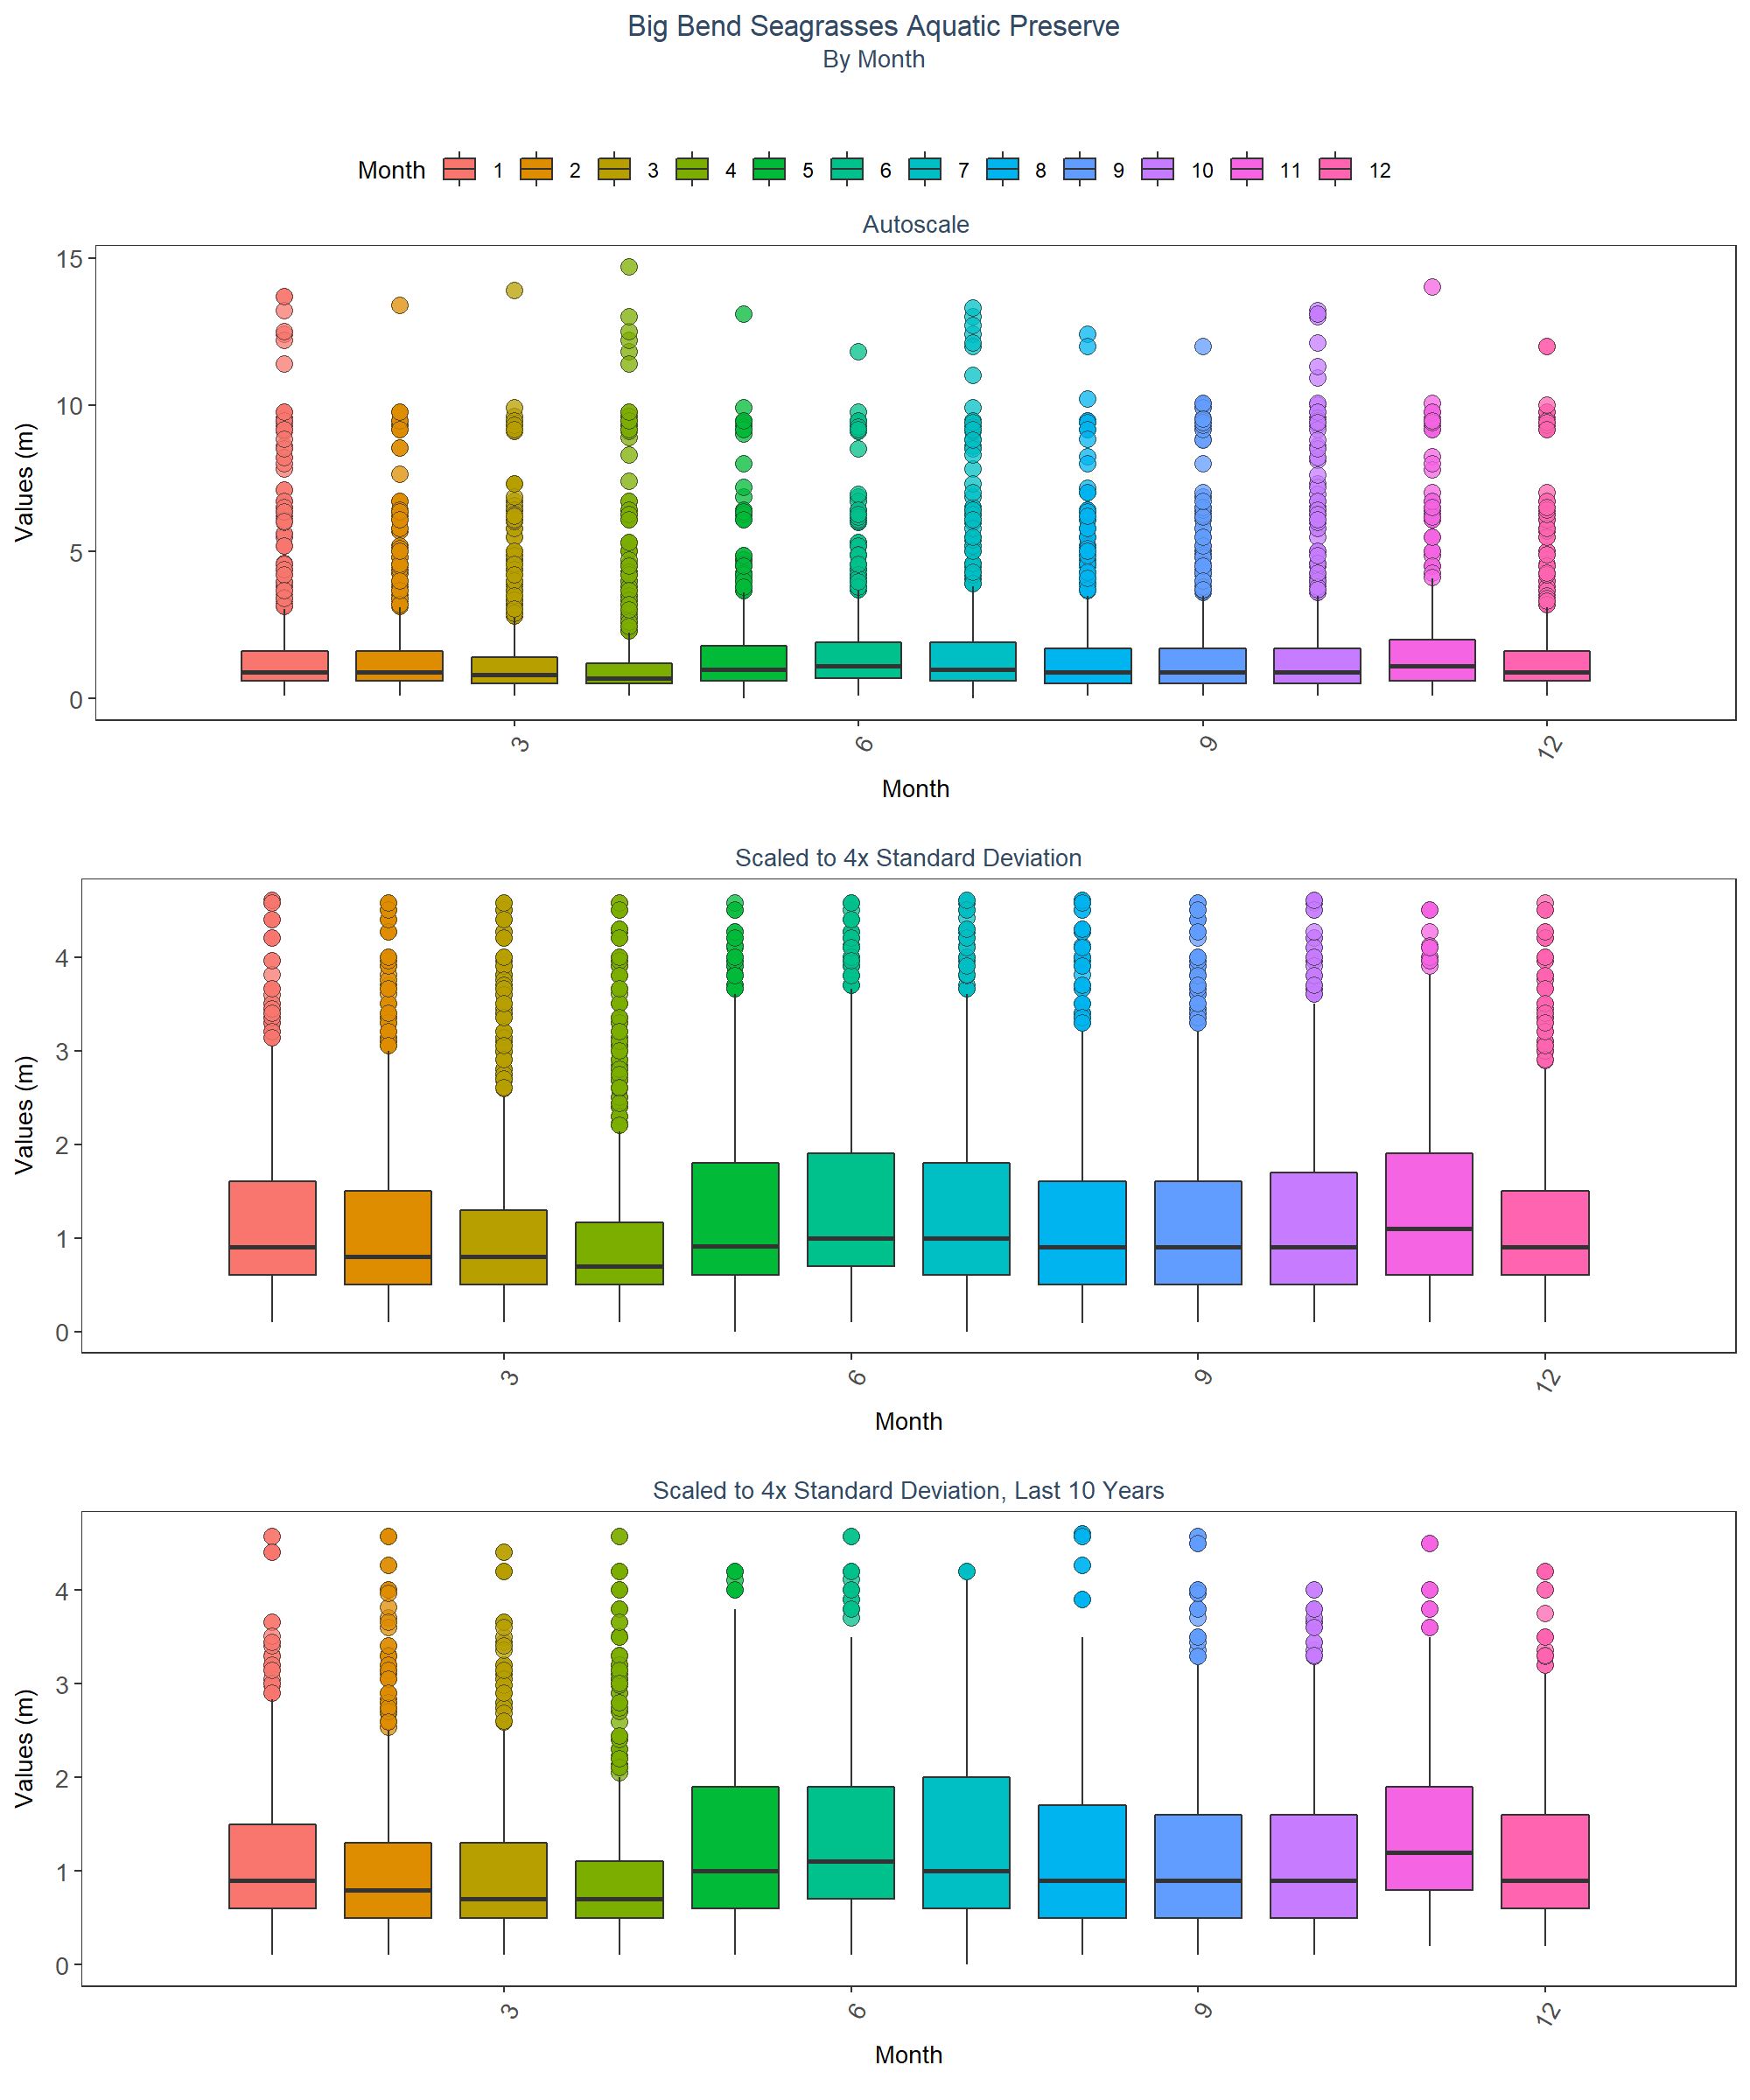 Big Bend Seagrasses Aquatic Preserve
By Month
Month 1 2 3 4 5 6 7 8 9 10 11 12
Autoscale
Values (m)
15
10
5
0
3 6 9 12
Month
Scaled to 4x Standard Deviation
Values (m)
4
3
2
1
0
3 6 9 12
Month
Scaled to 4x Standard Deviation, Last 10 Years
Values (m)
4
3
2
1
0
3 6 9 12
Month